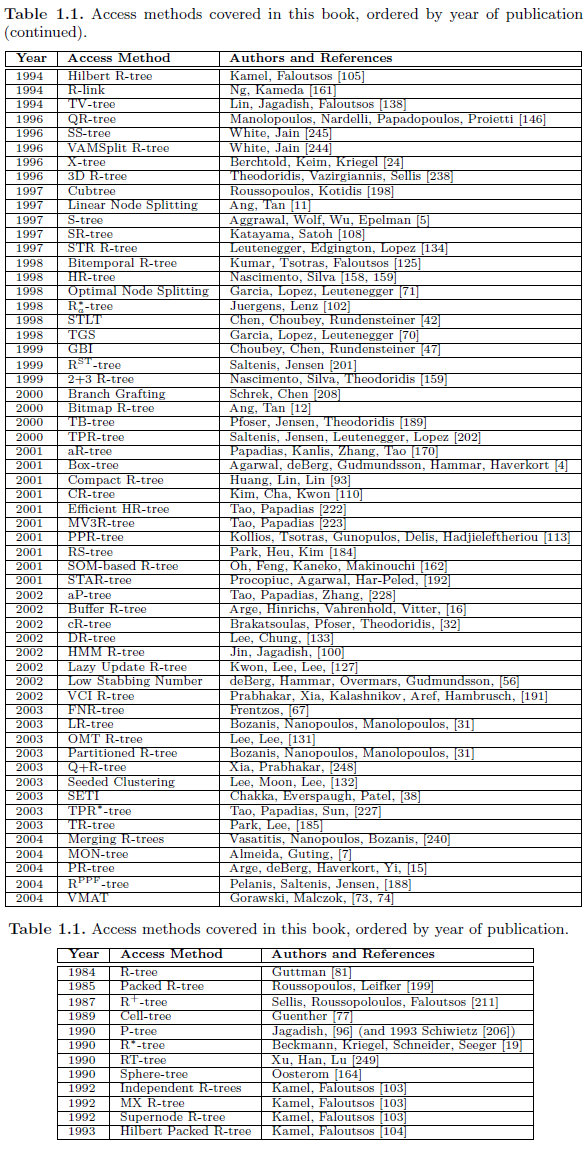 Table 1.1. Access methods covered in this book, ordered by year of publication
(continued).
Year Access Method Authors and References
1994 Hilbert R-tree Kamel, Faloutsos [105]
1994 R-link Ng, Kameda [161]
1994 TV-tree Lin, Jagadish, Faloutsos [138]
1996 QR-tree Manolopoulos, Nardelli, Papadopoulos, Proietti [146]
1996 SS-tree White, Jain [245]
1996 VAMSplit R-tree White, Jain [244]
1996 X-tree Berchtold, Keim, Kriegel [24]
1996 3D R-tree Theodoridis, Vazirgiannis, Sellis [238]
1997 Cubtree Roussopoulos, Kotidis [198]
1997 Linear Node Splitting Ang, Tan [11]
1997 S-tree Aggrawal, Wolf, Wu, Epelman [5]
1997 SR-tree Katayama, Satoh [108]
1997 STR R-tree Leutenegger, Edgington, Lopez [134]
1998 Bitemporal R-tree Kumar, Tsotras, Faloutsos [125]
1998 HR-tree Nascimento, Silva [158, 159]
1998 Optimal Node Splitting Garcia, Lopez, Leutenegger [71]
1998 R*a-tree Juergens, Lenz [102]
1998 STLT Chen, Choubey, Rundensteiner [42]
1998 TGS Garcia, Lopez, Leutenegger [70]
1999 GBI Choubey, Chen, Rundensteiner [47]
1999 RST-tree Saltenis, Jensen [201]
1999 2+3 R-tree Nascimento, Silva, Theodoridis [159]
2000 Branch Grafting Schrek, Chen [208]
2000 Bitmap R-tree Ang, Tan [12]
2000 TB-tree Pfoser, Jensen, Theodoridis [189]
2000 TPR-tree Saltenis, Jensen, Leutenegger, Lopez [202]
2001 aR-tree Papadias, Kanlis, Zhang, Tao [170]
2001 Box-tree Agarwal, deBerg, Gudmundsson, Hammar, Haverkort [4]
2001 Compact R-tree Huang, Lin, Lin [93]
2001 CR-tree Kim, Cha, Kwon [110]
2001 Efficient HR-tree Tao, Papadias [222]
2001 MV3R-tree Tao, Papadias [223]
2001 PPR-tree Kollios, Tsotras, Gunopulos, Delis, Hadjieleftheriou [113]
2001 RS-tree Park, Heu, Kim [184]
2001 SOM-based R-tree Oh, Feng, Kaneko, Makinouchi [162]
2001 STAR-tree Procopiuc, Agarwal, Har-Peled, [192]
2002 aP-tree Tao, Papadias, Zhang, [228]
2002 Buffer R-tree Arge, Hinrichs, Vahrenhold, Vitter, [16]
2002 cR-tree Brakatsoulas, Pfoser, Theodoridis, [32]
2002 DR-tree Lee, Chung, [133]
2002 HMM R-tree Jin, Jagadish, [100]
2002 Lazy Update R-tree Kwon, Lee, Lee, [127]
2002 Low Stabbing Number deBerg, Hammar, Overmars, Gudmundsson, [56]
2002 VCI R-tree Prabhakar, Xia, Kalashnikov, Aref, Hambrusch, [191]
2003 FNR-tree Frentzos, [67]
2003 LR-tree Bozanis, Nanopoulos, Manolopoulos, [31]
2003 OMT R-tree Lee, Lee, [131]
2003 Partitioned R-tree Bozanis, Nanopoulos, Manolopoulos, [31]
2003 Q+R-tree Xia, Prabhakar, [248]
2003 Seeded Clustering Lee, Moon, Lee, [132]
2003 SETI Chakka, Everspaugh, Patel, [38]
2003 TPR*-tree Tao, Papadias, Sun, [227]
2003 TR-tree Park, Lee, [185]
2004 Merging R-trees Vasatitis, Nanopoulos, Bozanis, [240]
2004 MON-tree Almeida, Guting, [7]
2004 PR-tree Arge, deBerg, Haverkort, Yi, [15]
2004 RPPF-tree Pelanis, Saltenis, Jensen, [188]
2004 VMAT Gorawski, Malczok, [73, 74]
Table 1.1. Access methods covered in this book, ordered by year of publication.
Year Access Method Authors and References
1984 R-tree Guttman [81]
1985 Packed R-tree Roussopoulos, Leifker [199]
1987 R+-tree Sellis, Roussopoloulos, Faloutsos [211]
1989 Cell-tree Guenther [77]
1990 P-tree Jagadish, [96] (and 1993 Schiwietz [206])
1990 R*-tree Beckmann, Kriegel, Schneider, Seeger [19]
1990 RT-tree Xu, Han, Lu [249]
1990 Sphere-tree Oosterom [164]
1992 Independent R-trees Kamel, Faloutsos [103]
1992 MX R-tree Kamel, Faloutsos [103]
1992 Supernode R-tree Kamel, Faloutsos [103]
1993 Hilbert Packed R-tree Kamel, Faloutsos [104]